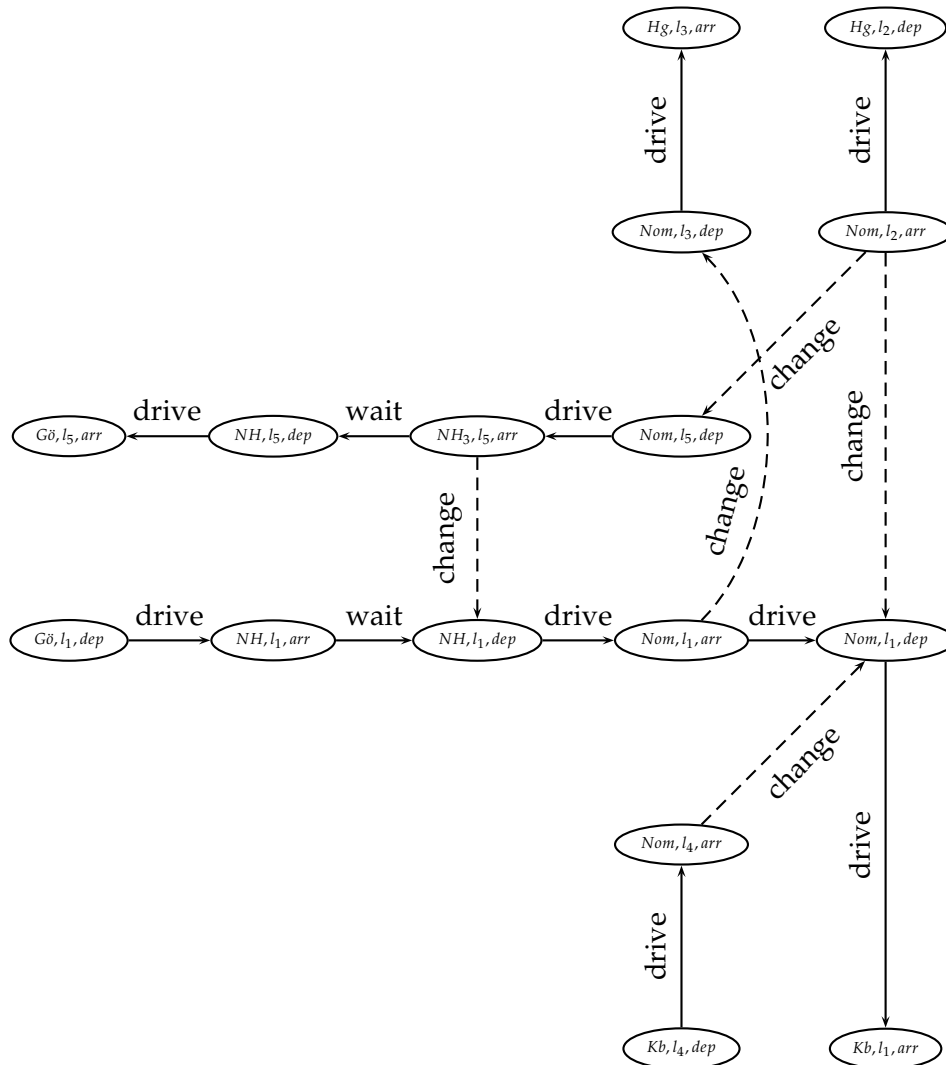 Hg, l₃, arr
Hg, l₂, dep
drive
drive
Nom, l₃, dep
Nom, l₂, arr
change
change
drive
wait
drive
Gö, l₅, arr
NH, l₅, dep
NH₃, l₅, arr
Nom, l₅, dep
change
change
drive
wait
drive
drive
Gö, l₁, dep
NH, l₁, arr
NH, l₁, dep
Nom, l₁, arr
Nom, l₁, dep
change
drive
Nom, l₄, arr
drive
Kb, l₄, dep
Kb, l₁, arr